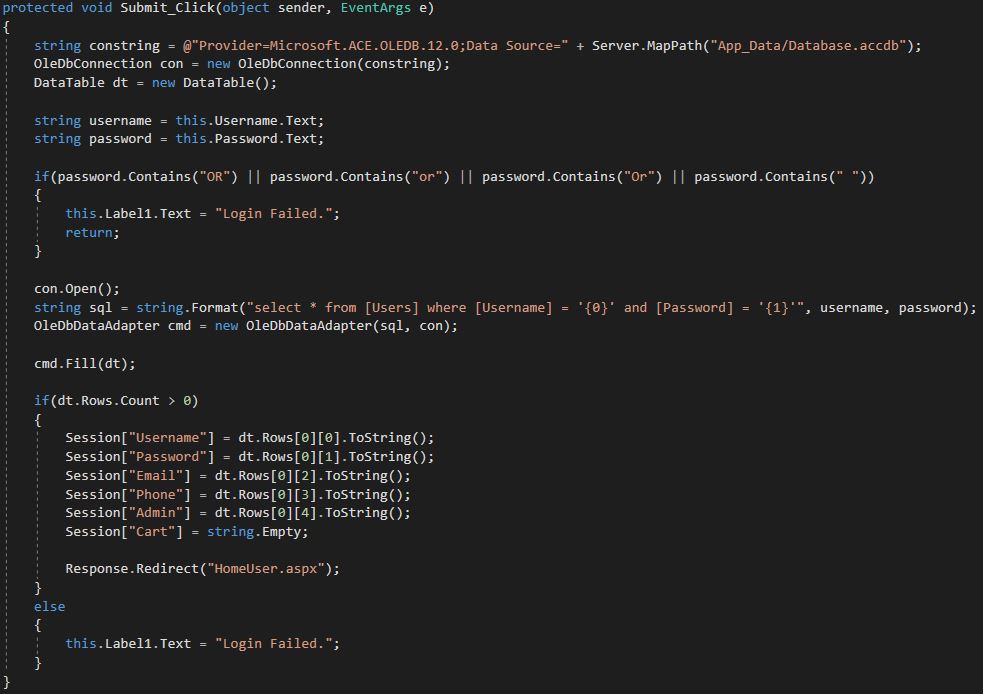 protected void Submit_Click(object sender, EventArgs e)
{
    string constring = @"Provider=Microsoft.ACE.OLEDB.12.0;Data Source=" + Server.MapPath("App_Data/Database.accdb");
    OleDbConnection con = new OleDbConnection(constring);
    DataTable dt = new DataTable();

    string username = this.Username.Text;
    string password = this.Password.Text;

    if(password.Contains("OR") || password.Contains("or") || password.Contains("Or") || password.Contains(" "))
    {
        this.Label1.Text = "Login Failed.";
        return;
    }

    con.Open();
    string sql = string.Format("select * from [Users] where [Username] = '{0}' and [Password] = '{1}'", username, password);
    OleDbDataAdapter cmd = new OleDbDataAdapter(sql, con);

    cmd.Fill(dt);

    if(dt.Rows.Count > 0)
    {
        Session["Username"] = dt.Rows[0][0].ToString();
        Session["Password"] = dt.Rows[0][1].ToString();
        Session["Email"] = dt.Rows[0][2].ToString();
        Session["Phone"] = dt.Rows[0][3].ToString();
        Session["Admin"] = dt.Rows[0][4].ToString();
        Session["Cart"] = string.Empty;

        Response.Redirect("HomeUser.aspx");
    }
    else
    {
        this.Label1.Text = "Login Failed.";
    }
}